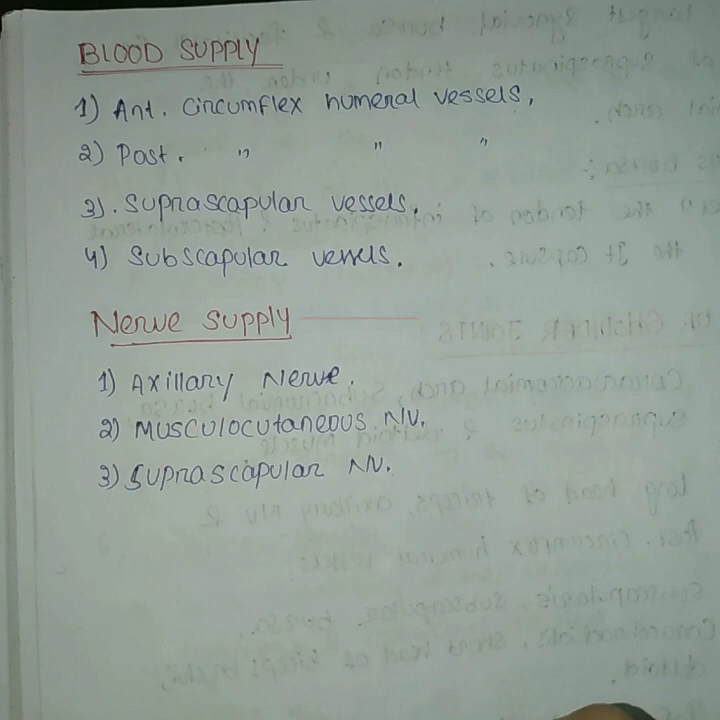 BLOOD SUPPLY
1) Ant. Circumflex humeral vessels,
2) Post. " " "
3). Suprascapular vessels,
4) Subscapular vessels.
Nerve Supply
1) Axillary Nerve.
2) Musculocutaneous NV.
3) Suprascapular NV.